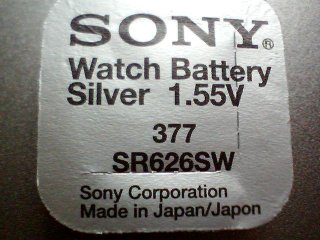 SONY®
Watch Battery
Silver 1.55V
377
SR626SW
Sony Corporation
Made in Japan/Japon